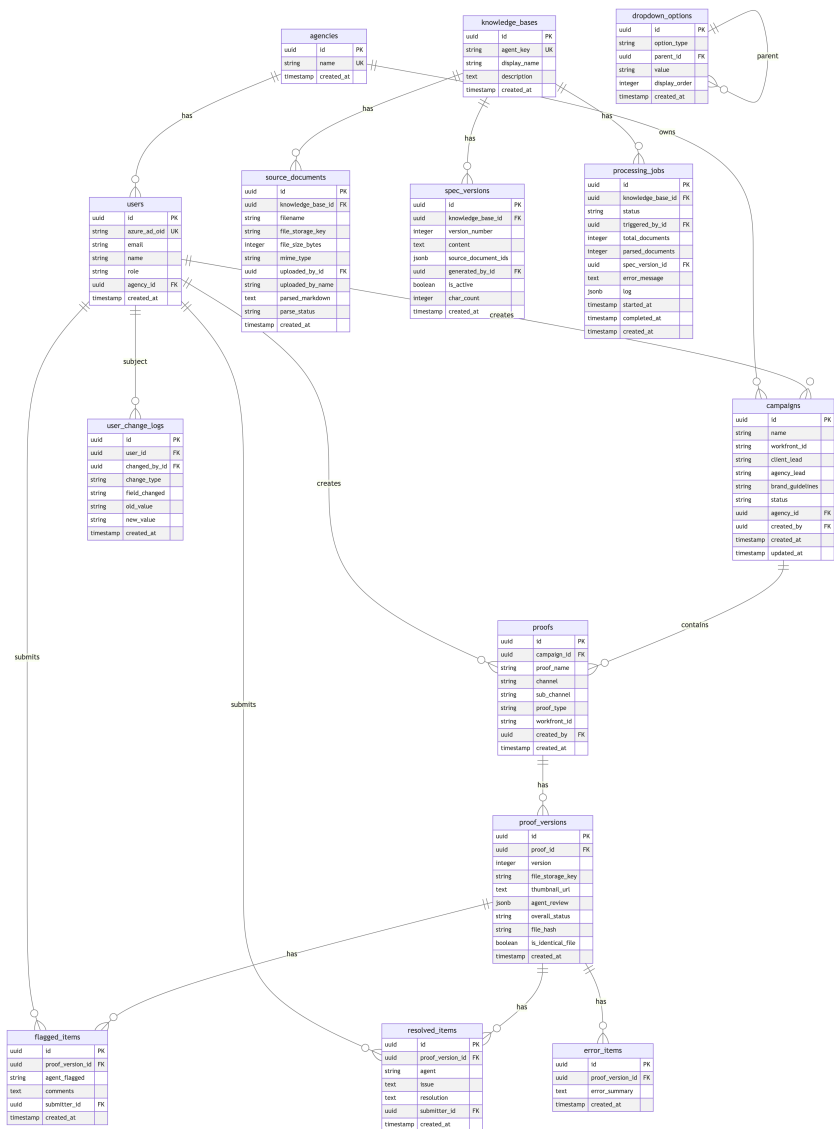 agencies
uuid id PK
string name UK
timestamp created_at
knowledge_bases
uuid id PK
string agent_key UK
string display_name
text description
timestamp created_at
dropdown_options
uuid id PK
string option_type
uuid parent_id FK
string value
integer display_order
timestamp created_at
parent
has
has
has
has
owns
users
uuid id PK
string azure_ad_oid UK
string email
string name
string role
uuid agency_id FK
timestamp created_at
source_documents
uuid id PK
uuid knowledge_base_id FK
string filename
string file_storage_key
integer file_size_bytes
string mime_type
uuid uploaded_by_id FK
string uploaded_by_name
text parsed_markdown
string parse_status
timestamp created_at
spec_versions
uuid id PK
uuid knowledge_base_id FK
integer version_number
text content
jsonb source_document_ids
uuid generated_by_id FK
boolean is_active
integer char_count
timestamp created_at
processing_jobs
uuid id PK
uuid knowledge_base_id FK
string status
uuid triggered_by_id FK
integer total_documents
integer parsed_documents
uuid spec_version_id FK
text error_message
jsonb log
timestamp started_at
timestamp completed_at
timestamp created_at
creates
subject
user_change_logs
uuid id PK
uuid user_id FK
uuid changed_by_id FK
string change_type
string field_changed
string old_value
string new_value
timestamp created_at
campaigns
uuid id PK
string name
string workfront_id
string client_lead
string agency_lead
string brand_guidelines
string status
uuid agency_id FK
uuid created_by FK
timestamp created_at
timestamp updated_at
creates
contains
submits
submits
proofs
uuid id PK
uuid campaign_id FK
string proof_name
string channel
string sub_channel
string proof_type
string workfront_id
uuid created_by FK
timestamp created_at
has
proof_versions
uuid id PK
uuid proof_id FK
integer version
string file_storage_key
text thumbnail_url
jsonb agent_review
string overall_status
string file_hash
boolean is_identical_file
timestamp created_at
has
has
has
flagged_items
uuid id PK
uuid proof_version_id FK
string agent_flagged
text comments
uuid submitter_id FK
timestamp created_at
resolved_items
uuid id PK
uuid proof_version_id FK
string agent
text issue
text resolution
uuid submitter_id FK
timestamp created_at
error_items
uuid id PK
uuid proof_version_id FK
text error_summary
timestamp created_at